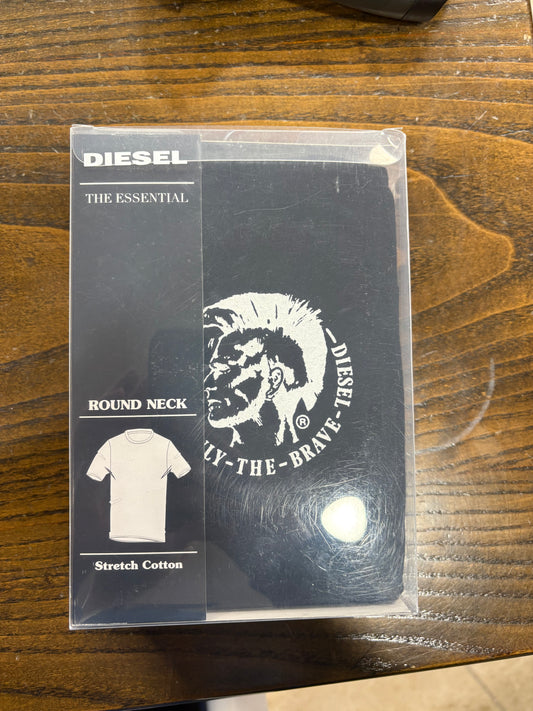 DIESEL
THE ESSENTIAL
ROUND NECK
Stretch Cotton
LY-THE-BRAVE-DIESEL-
®